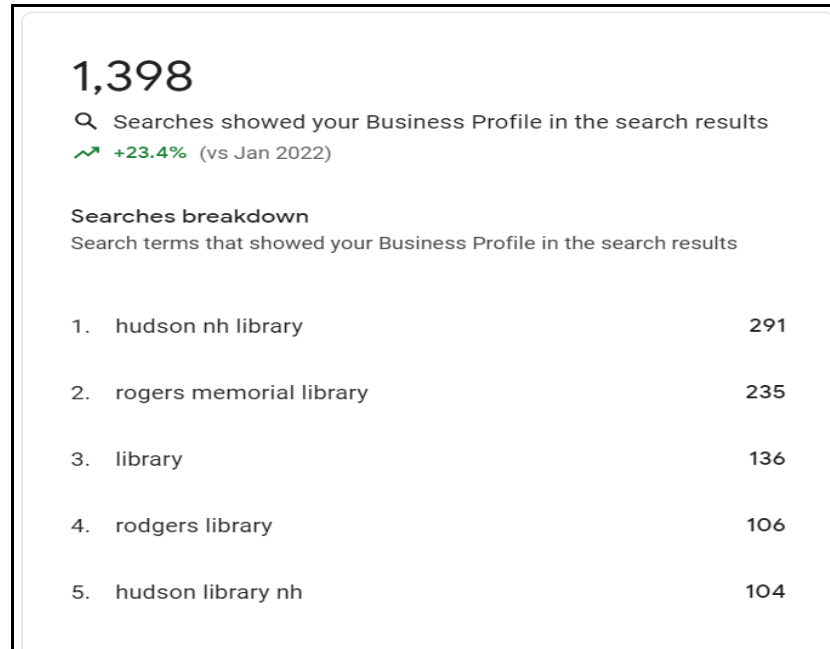 1,398
Searches showed your Business Profile in the search results
+23.4% (vs Jan 2022)
Searches breakdown
Search terms that showed your Business Profile in the search results
1. hudson nh library 291
2. rogers memorial library 235
3. library 136
4. rodgers library 106
5. hudson library nh 104